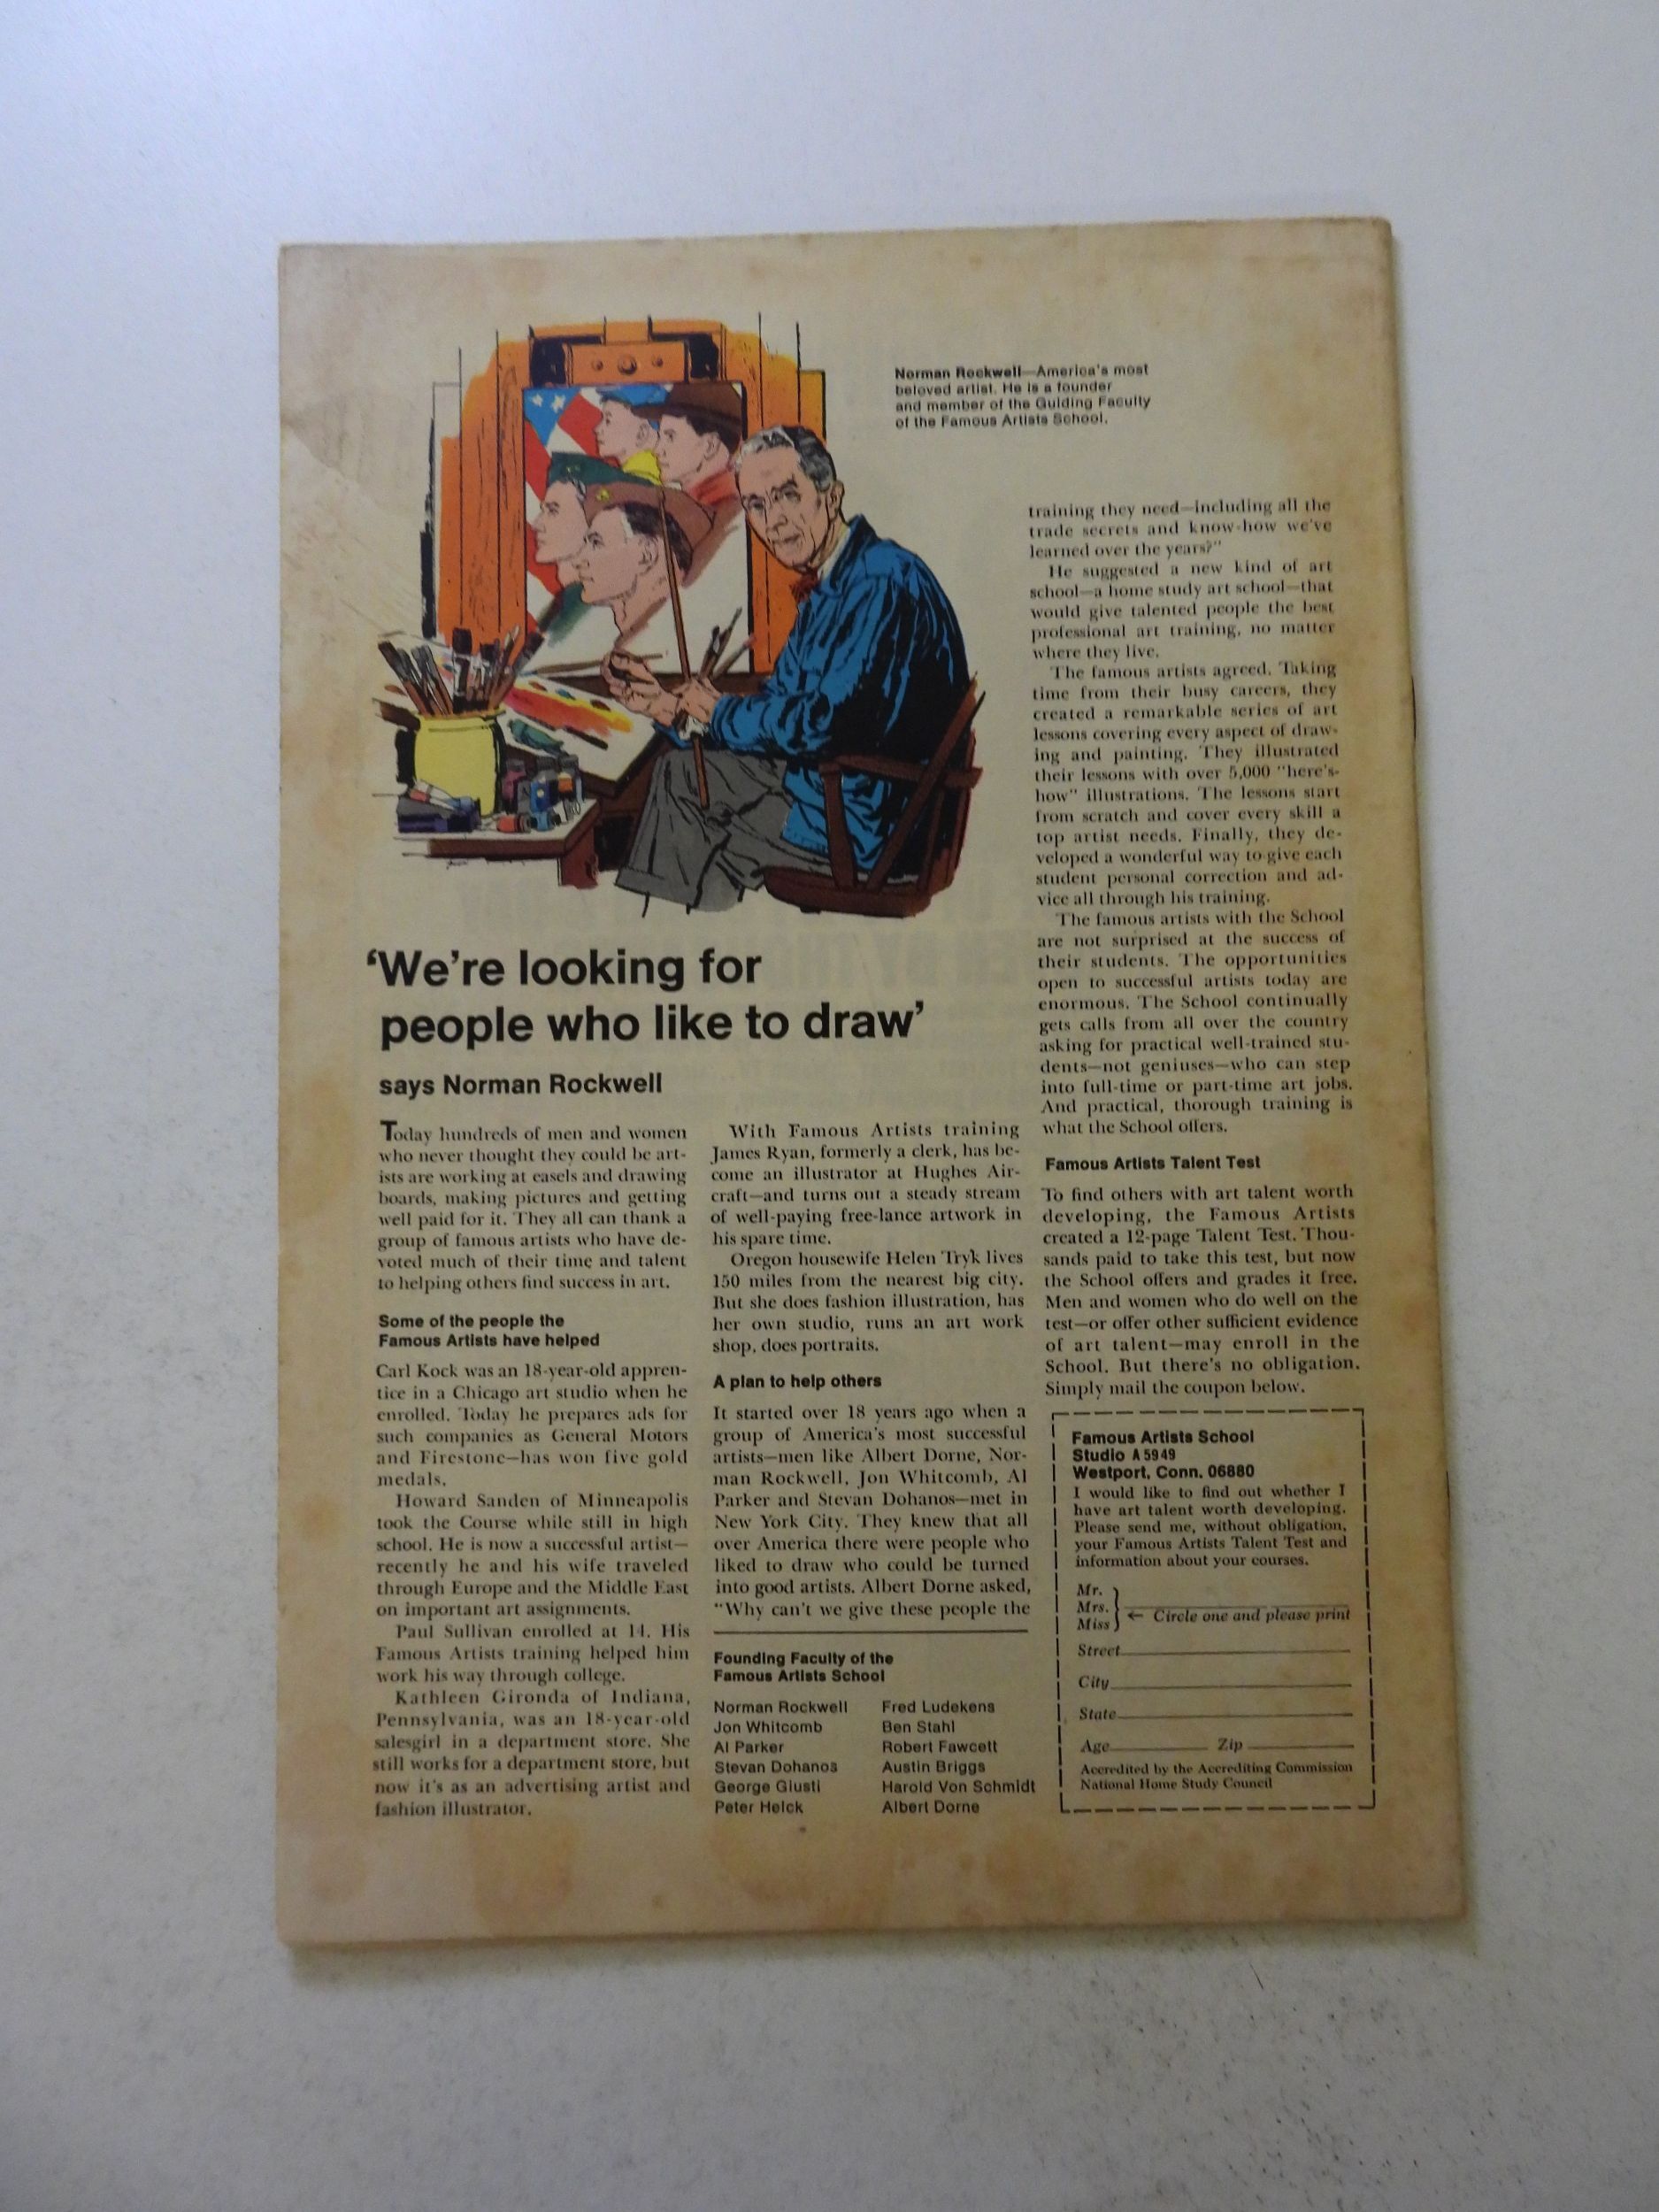 Norman Rockwell—America's most
beloved artist. He is a founder
and member of the Guiding Faculty
of the Famous Artists School.
'We're looking for
people who like to draw'
says Norman Rockwell
Today hundreds of men and women
who never thought they could be art-
ists are working at easels and drawing
boards, making pictures and getting
well paid for it. They all can thank a
group of famous artists who have de-
voted much of their time and talent
to helping others find success in art.
Some of the people the
Famous Artists have helped
Carl Kock was an 18-year-old appren-
tice in a Chicago art studio when he
enrolled. Today he prepares ads for
such companies as General Motors
and Firestone—has won five gold
medals.
Howard Sanden of Minneapolis
took the Course while still in high
school. He is now a successful artist—
recently he and his wife traveled
through Europe and the Middle East
on important art assignments.
Paul Sullivan enrolled at 14. His
Famous Artists training helped him
work his way through college.
Kathleen Gironda of Indiana,
Pennsylvania, was an 18-year-old
salesgirl in a department store. She
still works for a department store, but
now it's as an advertising artist and
fashion illustrator.
With Famous Artists training
James Ryan, formerly a clerk, has be-
come an illustrator at Hughes Air-
craft—and turns out a steady stream
of well-paying free-lance artwork in
his spare time.
Oregon housewife Helen Tryk lives
150 miles from the nearest big city.
But she does fashion illustration, has
her own studio, runs an art work
shop, does portraits.
A plan to help others
It started over 18 years ago when a
group of America's most successful
artists—men like Albert Dorne, Nor-
man Rockwell, Jon Whitcomb, Al
Parker and Stevan Dohanos—met in
New York City. They knew that all
over America there were people who
liked to draw who could be turned
into good artists. Albert Dorne asked,
"Why can't we give these people the
training they need—including all the
trade secrets and know-how we've
learned over the years?"
He suggested a new kind of art
school—a home study art school—that
would give talented people the best
professional art training, no matter
where they live.
The famous artists agreed. Taking
time from their busy careers, they
created a remarkable series of art
lessons covering every aspect of draw-
ing and painting. They illustrated
their lessons with over 5,000 "here's-
how" illustrations. The lessons start
from scratch and cover every skill a
top artist needs. Finally, they de-
veloped a wonderful way to give each
student personal correction and ad-
vice all through his training.
The famous artists with the School
are not surprised at the success of
their students. The opportunities
open to successful artists today are
enormous. The School continually
gets calls from all over the country
asking for practical well-trained stu-
dents—not geniuses—who can step
into full-time or part-time art jobs.
And practical, thorough training is
what the School offers.
Famous Artists Talent Test
To find others with art talent worth
developing, the Famous Artists
created a 12-page Talent Test. Thou-
sands paid to take this test, but now
the School offers and grades it free.
Men and women who do well on the
test—or offer other sufficient evidence
of art talent—may enroll in the
School. But there's no obligation.
Simply mail the coupon below.
Founding Faculty of the
Famous Artists School
Norman Rockwell
Jon Whitcomb
Al Parker
Stevan Dohanos
George Giusti
Peter Helck
Fred Ludekens
Ben Stahl
Robert Fawcett
Austin Briggs
Harold Von Schmidt
Albert Dorne
Famous Artists School
Studio A5949
Westport, Conn. 06880
I would like to find out whether I
have art talent worth developing.
Please send me, without obligation,
your Famous Artists Talent Test and
information about your courses.
Mr.
Mrs.
Miss
← Circle one and please print
Street
City
State
Age Zip
Accredited by the Accrediting Commission
National Home Study Council